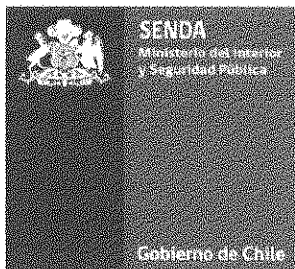 SENDA
Ministerio del Interior
y Seguridad Pública
Gobierno de Chile